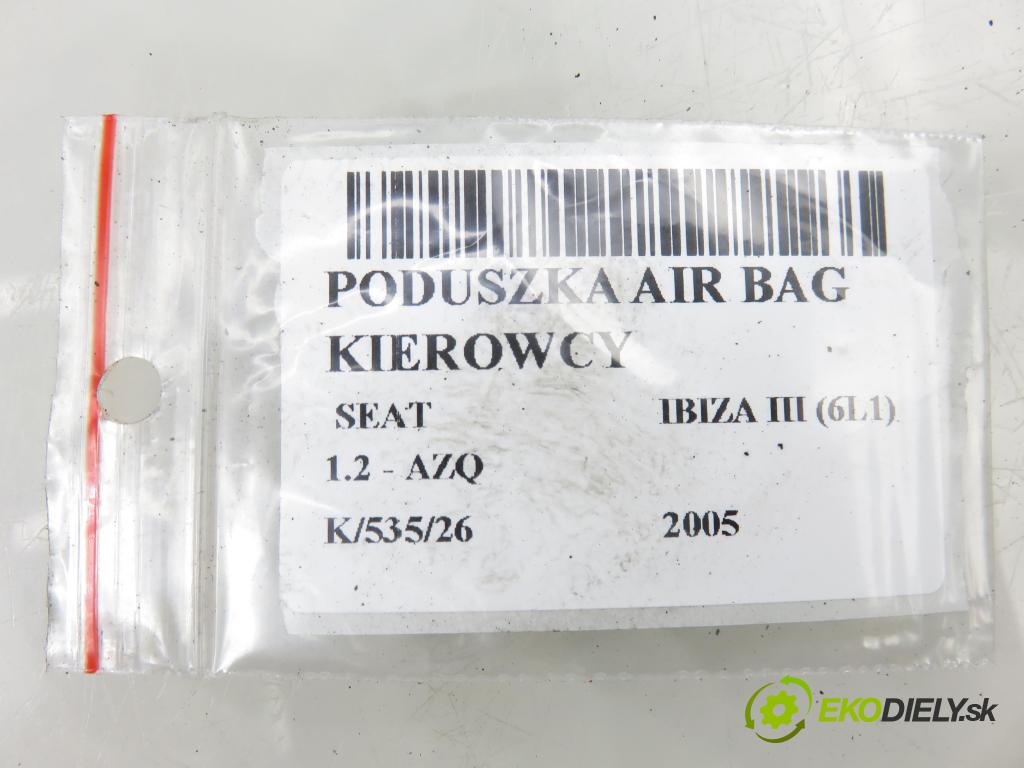 PODUSZKA AIR BAG
KIEROWCY
SEAT IBIZA III (6L1)
1.2 - AZQ
K/535/26 2005
EKODIELY.sk